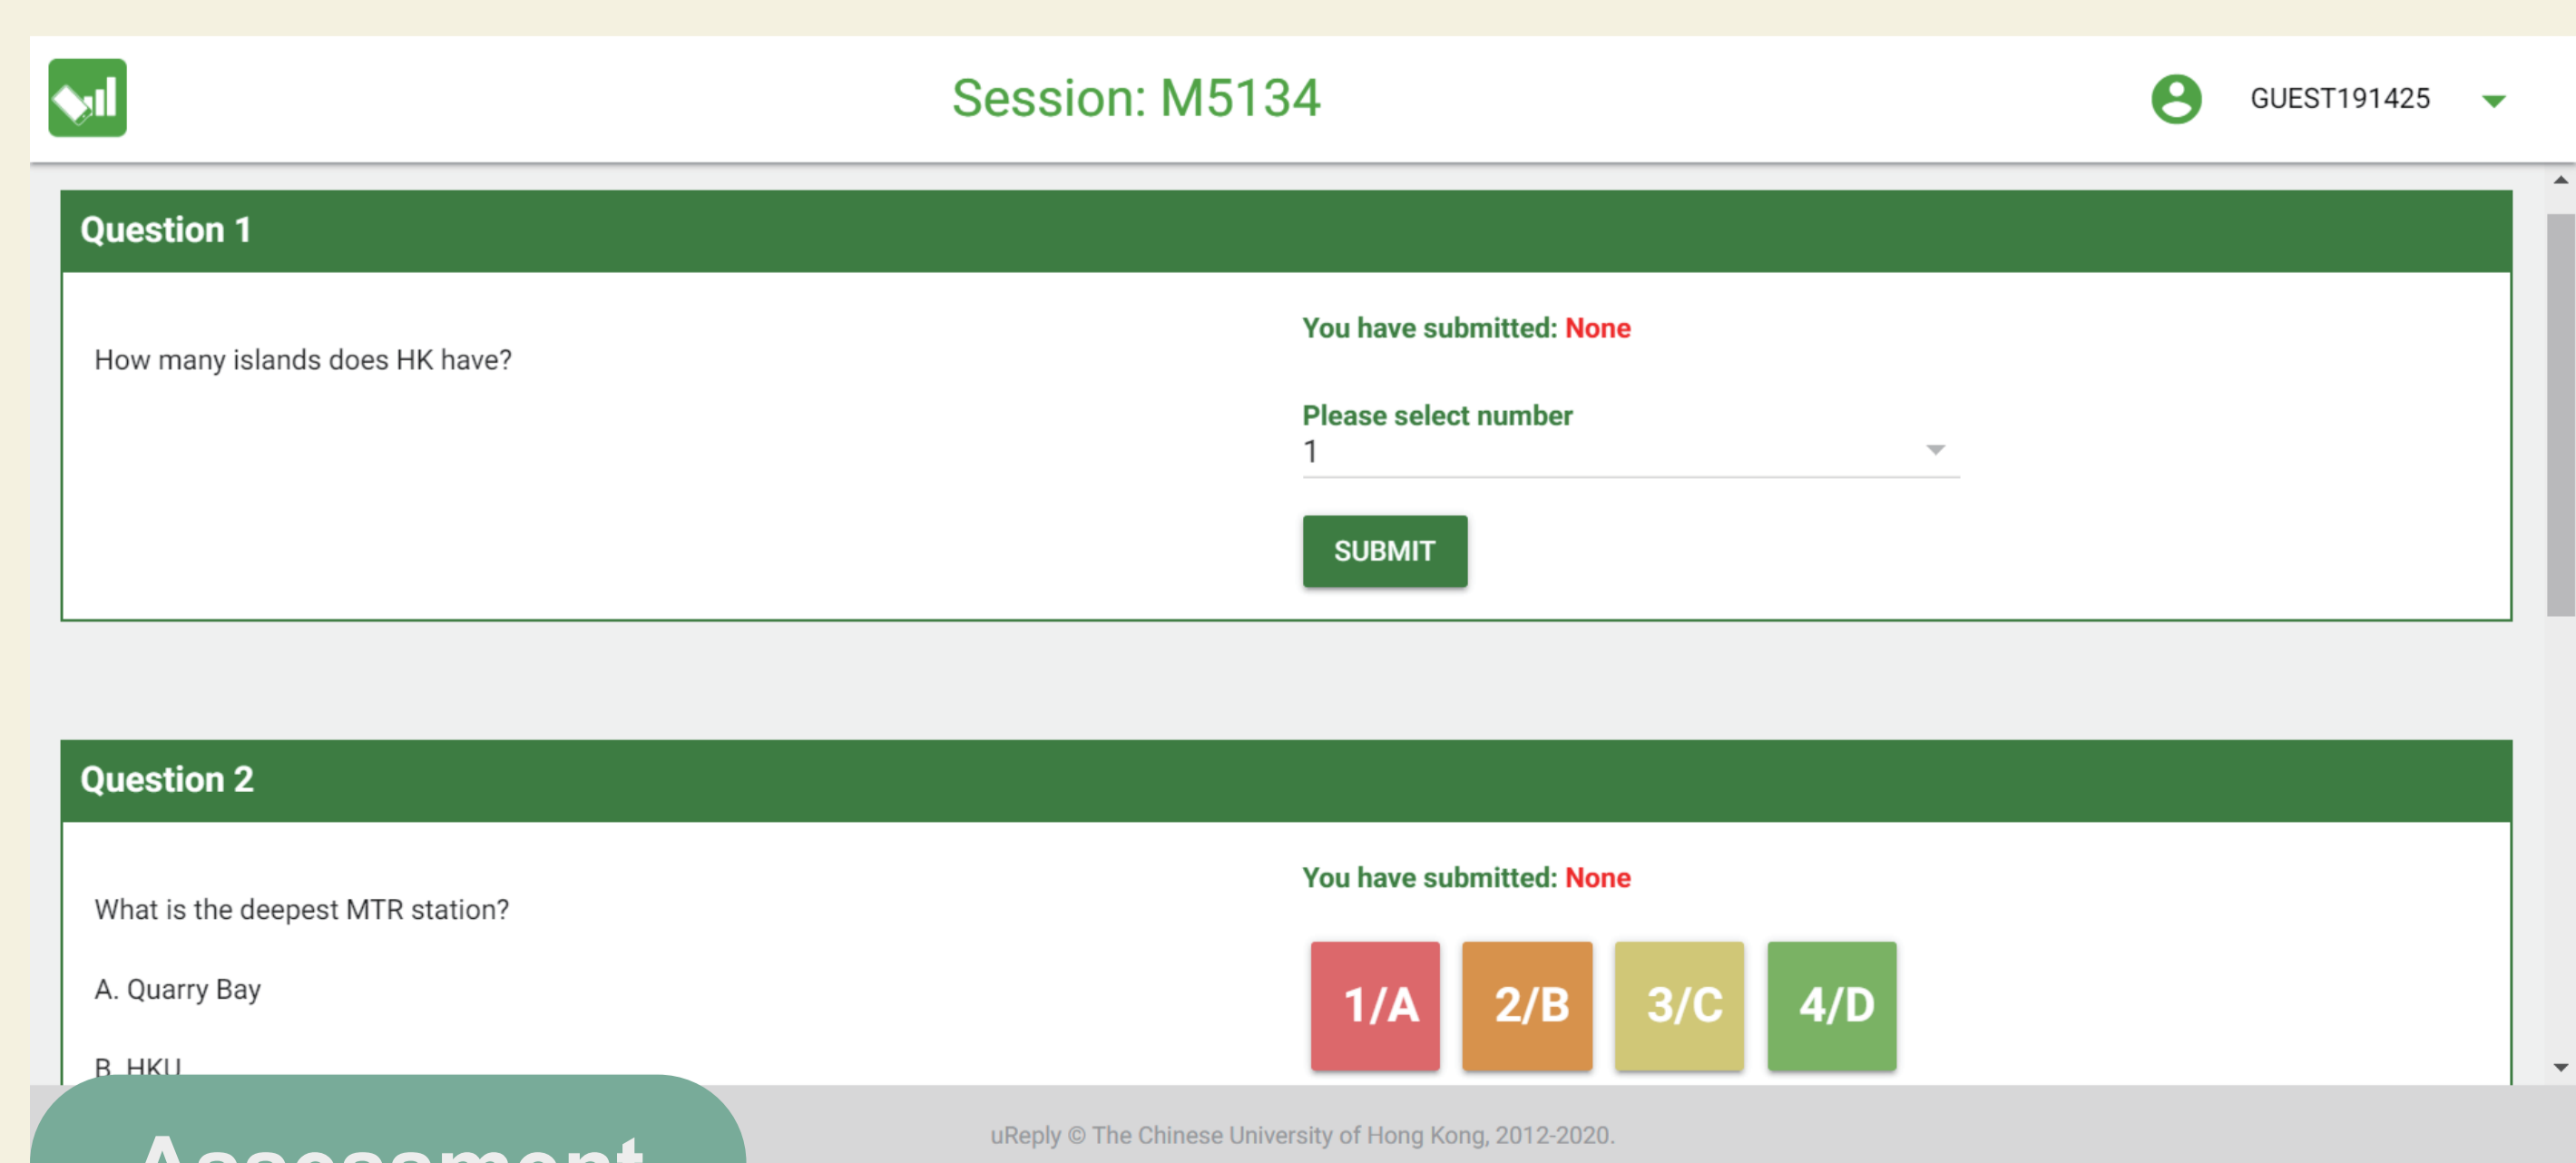 Session: M5134
GUEST191425
Question 1
How many islands does HK have?
You have submitted: None
Please select number
1
SUBMIT
Question 2
What is the deepest MTR station?
A. Quarry Bay
B. HKU
You have submitted: None
1/A
2/B
3/C
4/D
uReply © The Chinese University of Hong Kong, 2012-2020.
Assessment